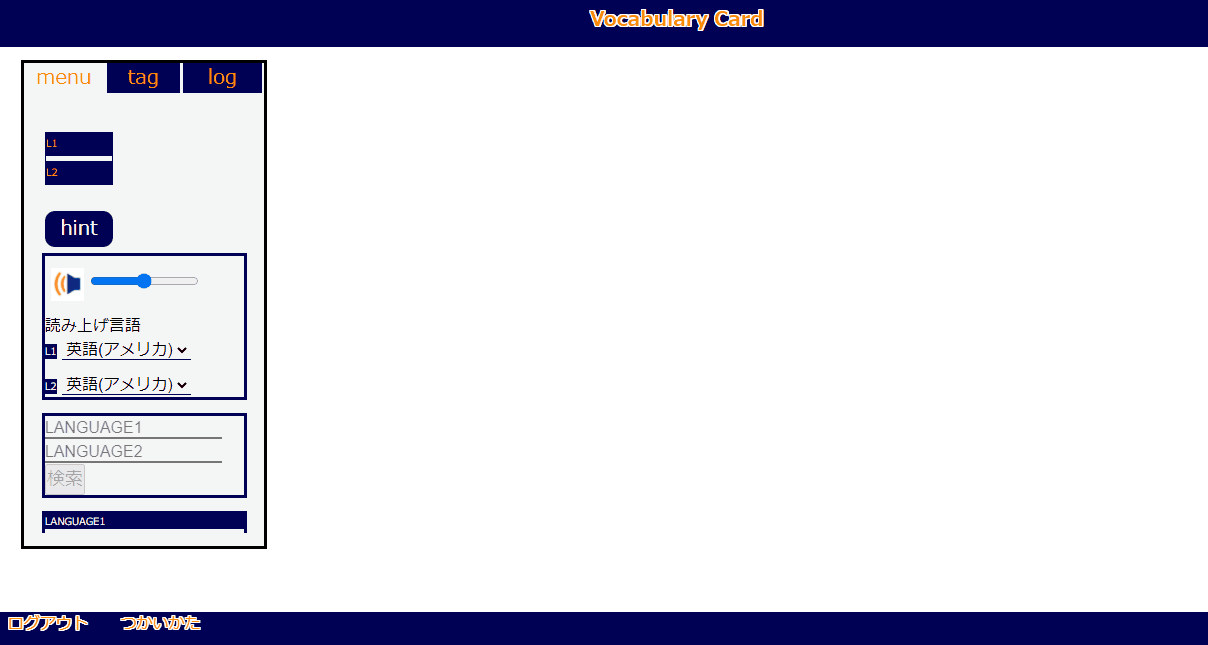 Vocabulary Card
menu tag log
L1
L2
hint
読み上げ言語
L1 英語(アメリカ)
L2 英語(アメリカ)
LANGUAGE1
LANGUAGE2
検索
LANGUAGE1
ログアウト つかいかた